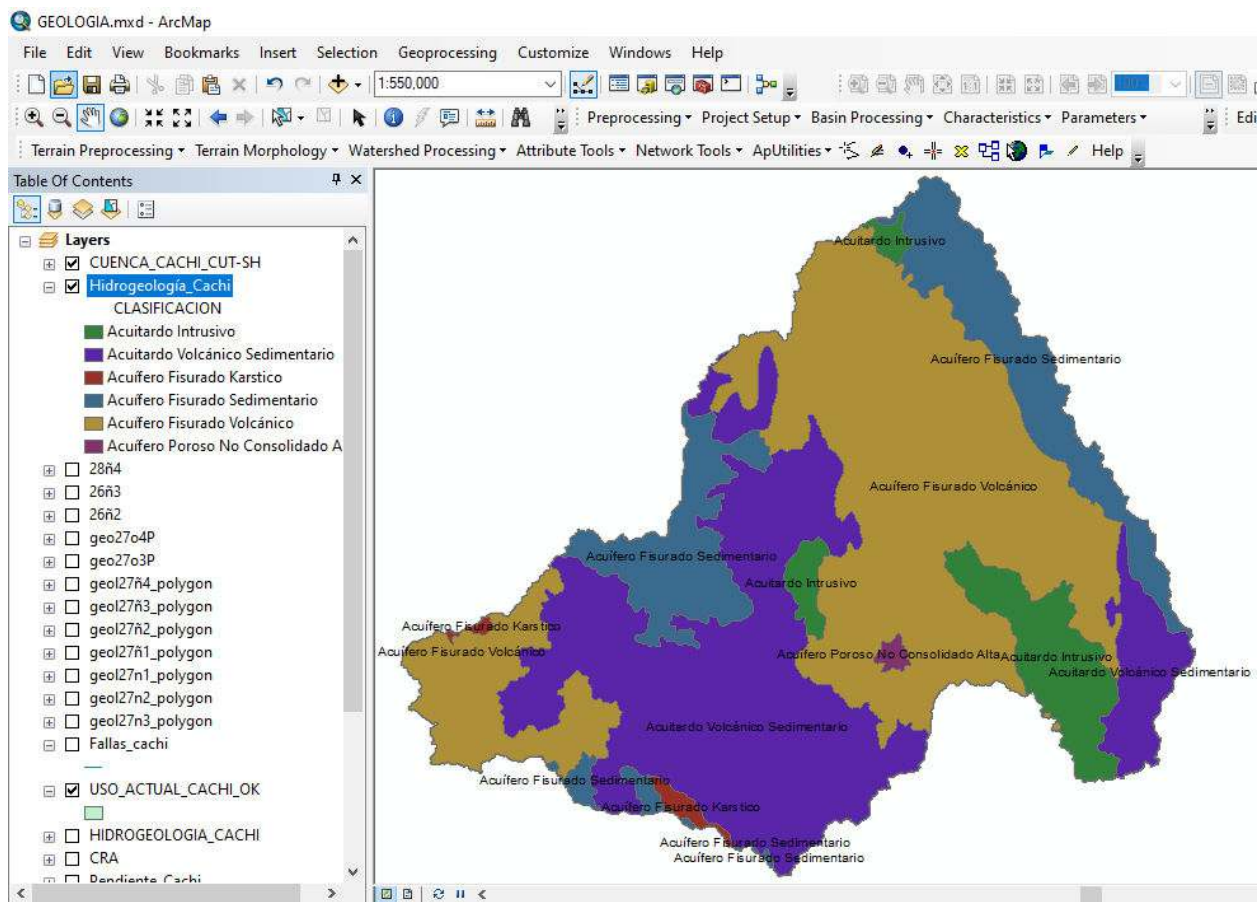 GEOLOGIA.mxd - ArcMap
File Edit View Bookmarks Insert Selection Geoprocessing Customize Windows Help
1:550,000
Preprocessing Project Setup Basin Processing Characteristics Parameters Edi
Terrain Preprocessing Terrain Morphology Watershed Processing Attribute Tools Network Tools ApUtilities Help
Table Of Contents
Layers
CUENCA_CACHI_CUT-SH
Hidrogeología_Cachi
CLASIFICACION
Acuitardo Intrusivo
Acuitardo Volcánico Sedimentario
Acuífero Fisurado Karstico
Acuífero Fisurado Sedimentario
Acuífero Fisurado Volcánico
Acuífero Poroso No Consolidado A
28ñ4
26ñ3
26ñ2
geo27o4P
geo27o3P
geol27ñ4_polygon
geol27ñ3_polygon
geol27ñ2_polygon
geol27ñ1_polygon
geol27n1_polygon
geol27n2_polygon
geol27n3_polygon
Fallas_cachi
USO_ACTUAL_CACHI_OK
HIDROGEOLOGIA_CACHI
CRA
Pendiente_Cachi
Acuitardo Intrusivo
Acuífero Fisurado Sedimentario
Acuífero Fisurado Volcánico
Acuífero Fisurado Sedimentario
Acuitardo Intrusivo
Acuífero Fisurado Karstico
Acuífero Fisurado Volcánico
Acuífero Poroso No Consolidado Alta
Acuitardo Intrusivo
Acuitardo Volcánico Sedimentario
Acuitardo Volcánico Sedimentario
Acuífero Fisurado Sedimentario
Acuífero Fisurado Karstico
Acuífero Fisurado Sedimentario
Acuífero Fisurado Sedimentario